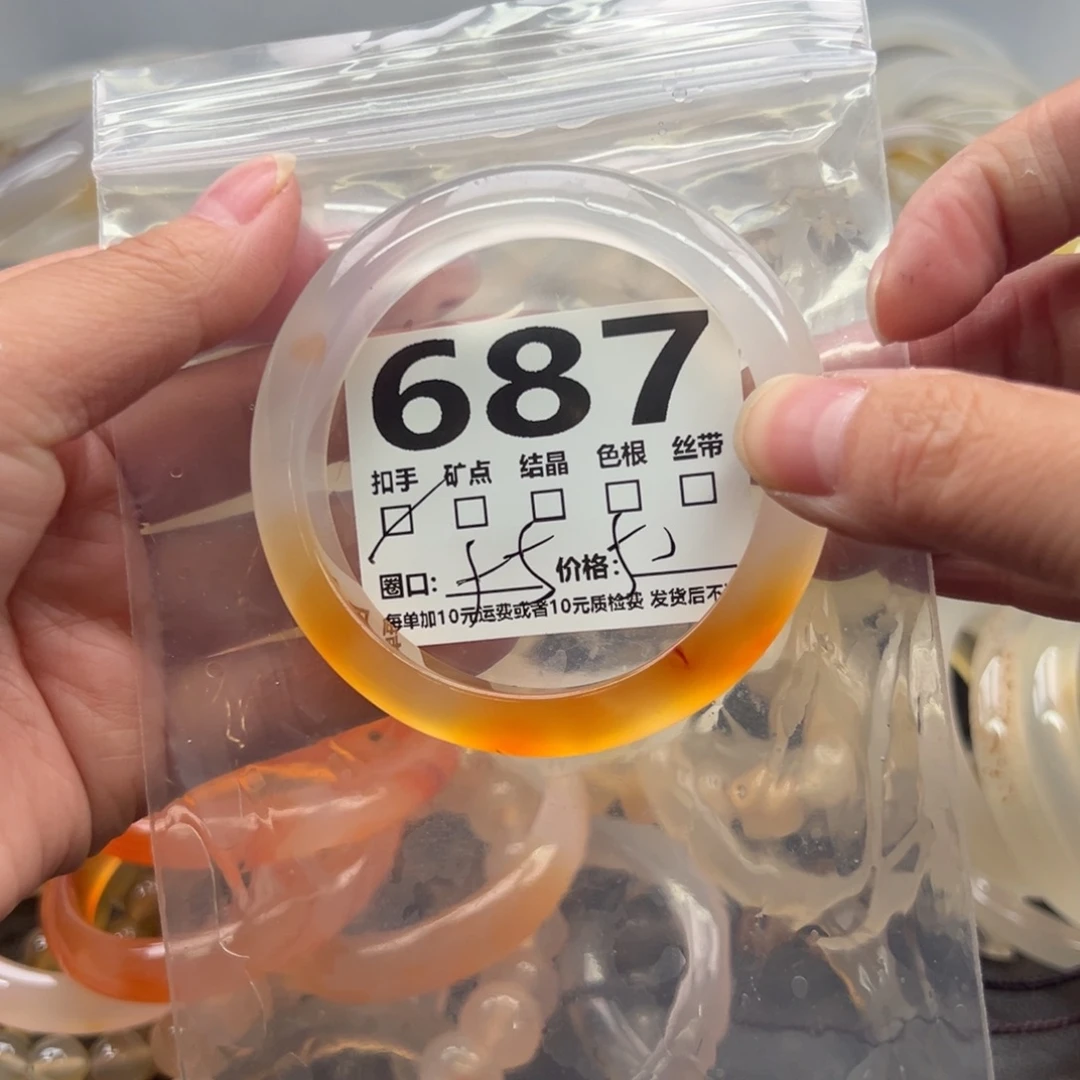 687
扣手 矿点 结晶 色根 丝带
圈口: 价格:
每单加10元运费或者10元质检费 发货后不